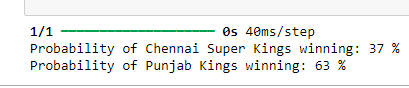 1/1 ━━━━━━━━━━━━━━━━━━━━ 0s 40ms/step
Probability of Chennai Super Kings winning: 37 %
Probability of Punjab Kings winning: 63 %